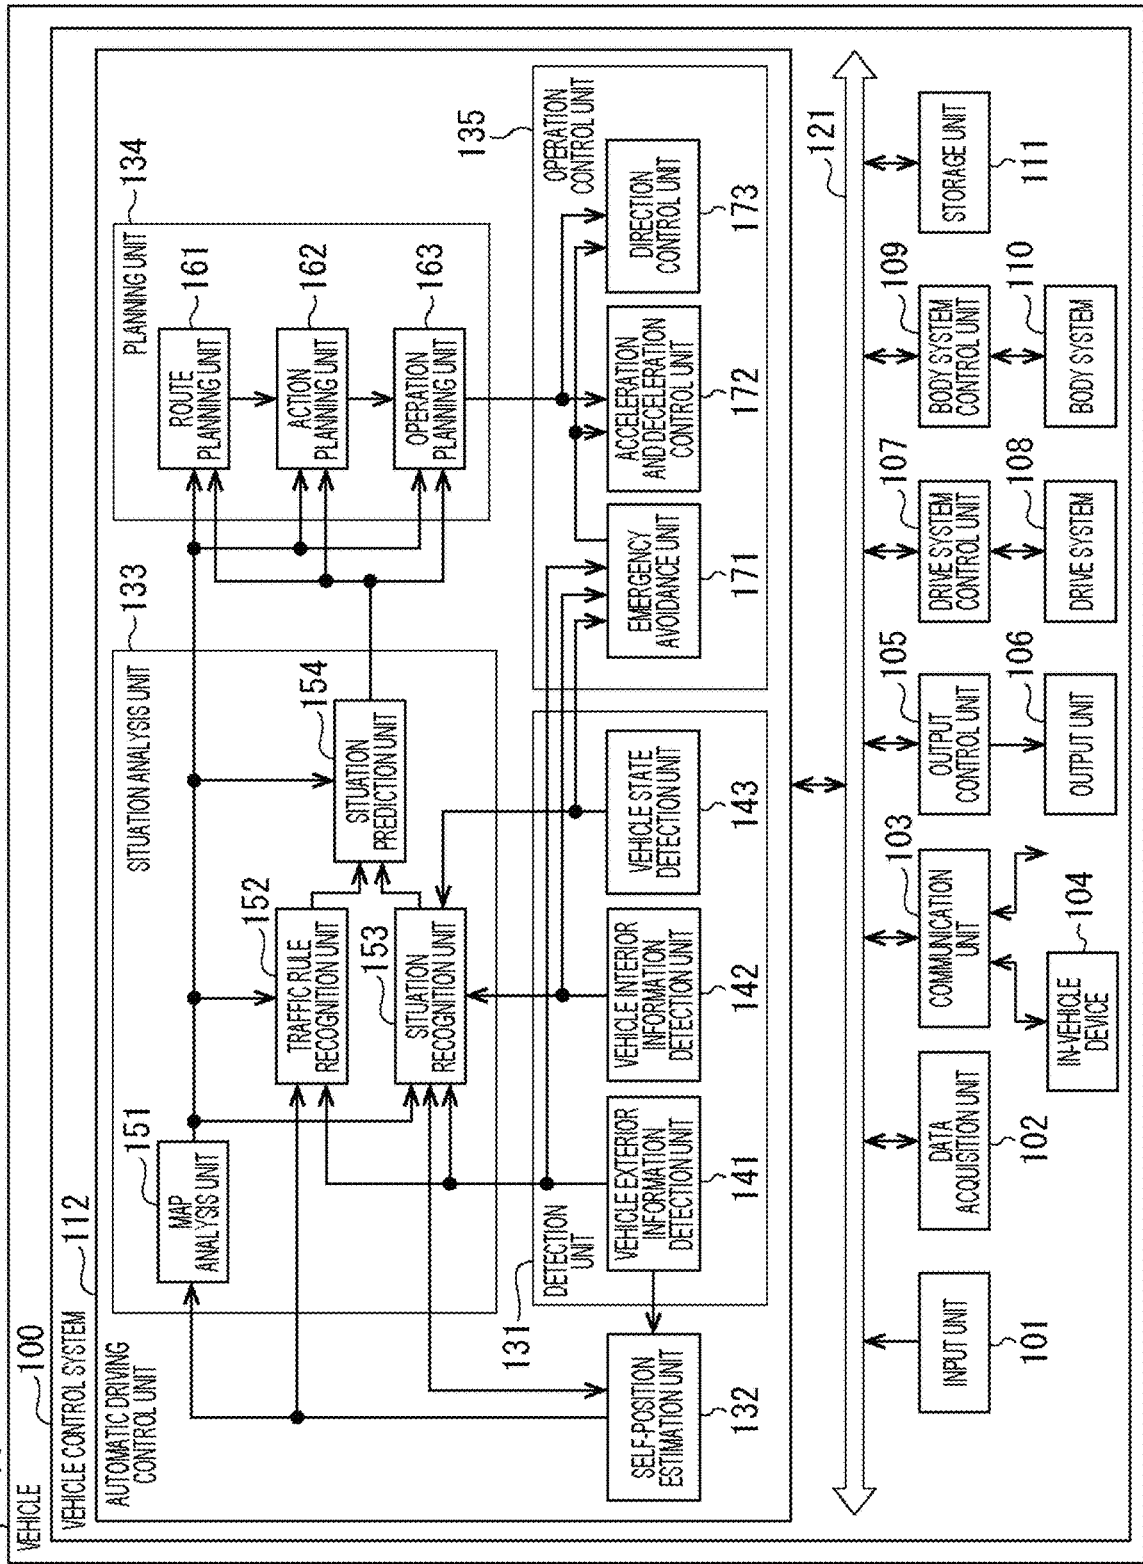 VEHICLE
100
VEHICLE CONTROL SYSTEM
112
AUTOMATIC DRIVING
CONTROL UNIT
SITUATION ANALYSIS UNIT
133
MAP
ANALYSIS UNIT
151
TRAFFIC RULE
RECOGNITION UNIT
152
SITUATION
RECOGNITION UNIT
153
SITUATION
PREDICTION UNIT
154
PLANNING UNIT
134
ROUTE
PLANNING UNIT
161
ACTION
PLANNING UNIT
162
OPERATION
PLANNING UNIT
163
131
DETECTION
UNIT
SELF-POSITION
ESTIMATION UNIT
132
VEHICLE EXTERIOR
INFORMATION
DETECTION UNIT
141
VEHICLE INTERIOR
INFORMATION
DETECTION UNIT
142
VEHICLE STATE
DETECTION UNIT
143
135
OPERATION
CONTROL UNIT
EMERGENCY
AVOIDANCE UNIT
171
ACCELERATION
AND DECELERATION
CONTROL UNIT
172
DIRECTION
CONTROL UNIT
173
121
INPUT UNIT
101
DATA
ACQUISITION UNIT
102
COMMUNICATION
UNIT
103
IN-VEHICLE
DEVICE
104
OUTPUT
CONTROL UNIT
105
OUTPUT UNIT
106
DRIVE SYSTEM
CONTROL UNIT
107
DRIVE SYSTEM
108
BODY SYSTEM
CONTROL UNIT
109
BODY SYSTEM
110
STORAGE UNIT
111